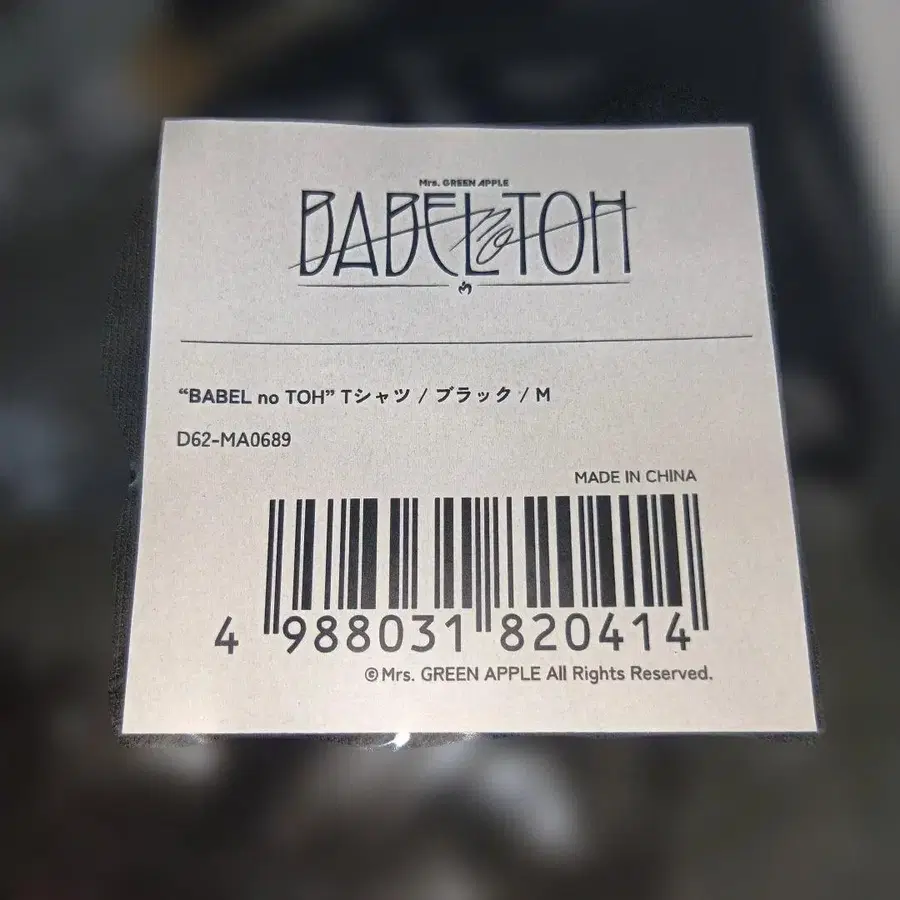 Mrs. GREEN APPLE
BABEL no TOH
“BABEL no TOH” Tシャツ / ブラック / M
D62-MA0689
MADE IN CHINA
4 988031 820414
©Mrs. GREEN APPLE All Rights Reserved.